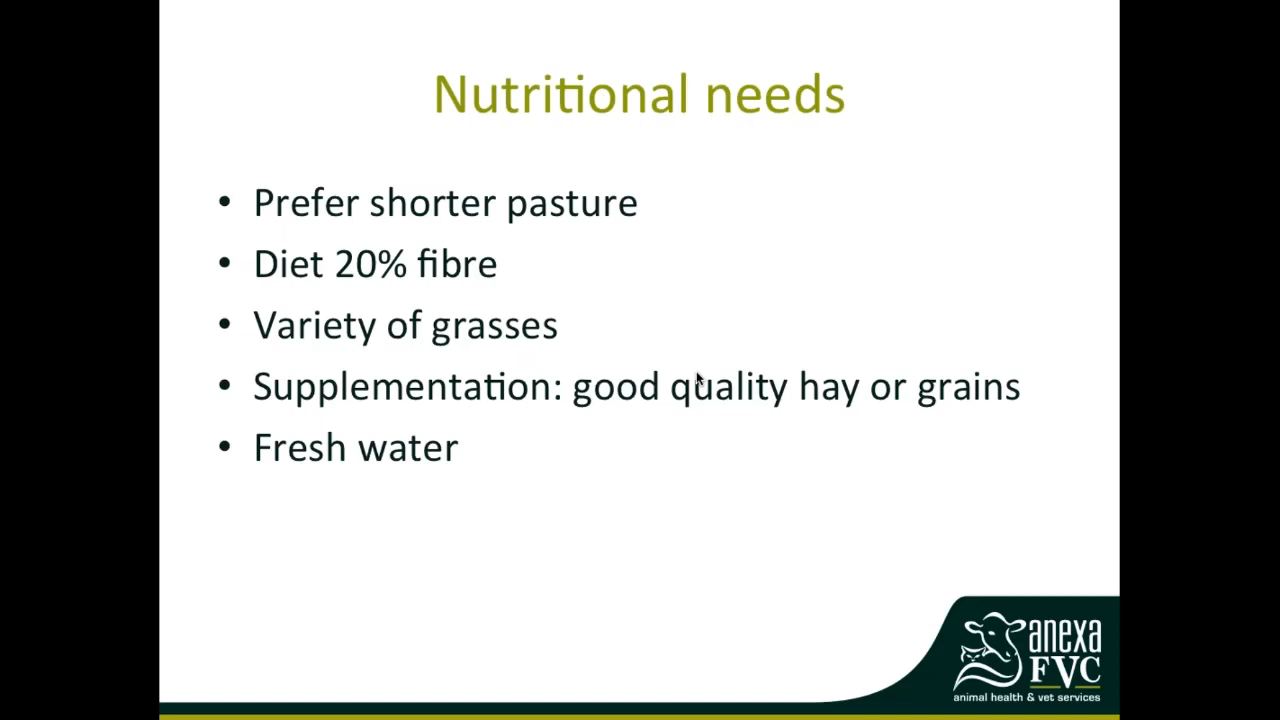 Nutritional needs
• Prefer shorter pasture
• Diet 20% fibre
• Variety of grasses
• Supplementation: good quality hay or grains
• Fresh water
anexa
FVC
animal health & vet services